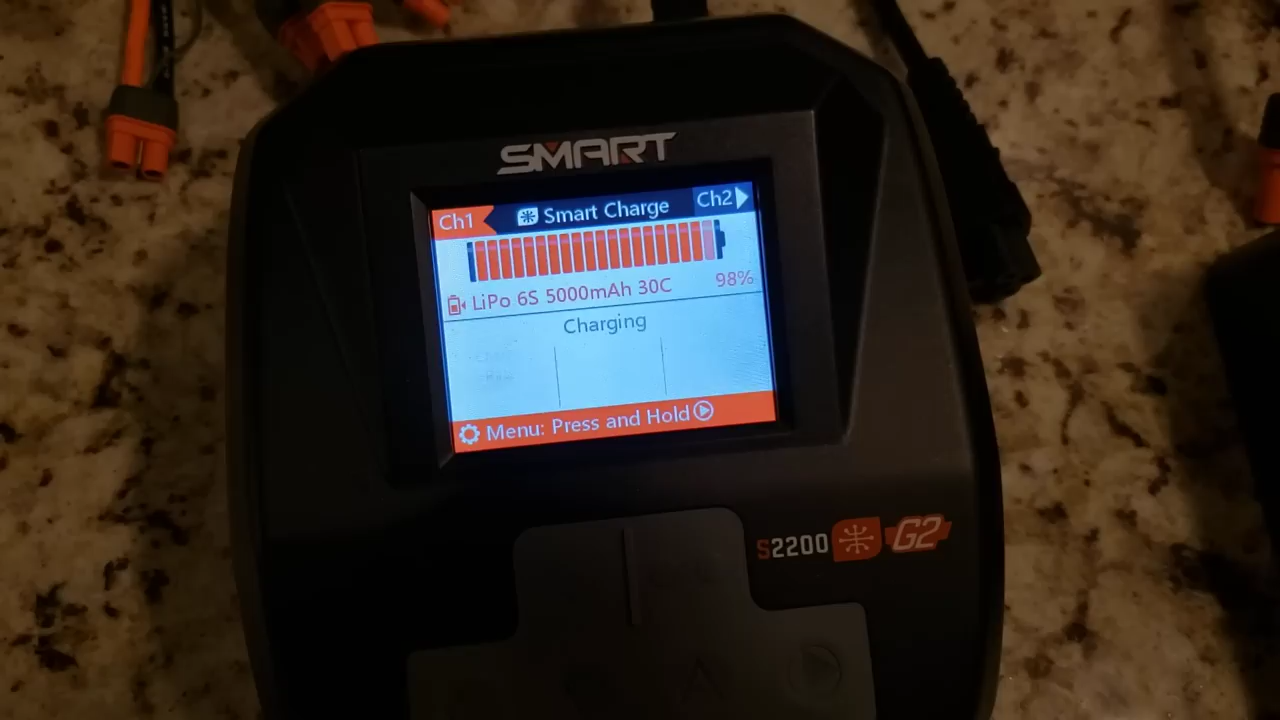 SMART
Ch1 Smart Charge Ch2
LiPo 6S 5000mAh 30C 98%
Charging
Menu: Press and Hold
S2200 G2